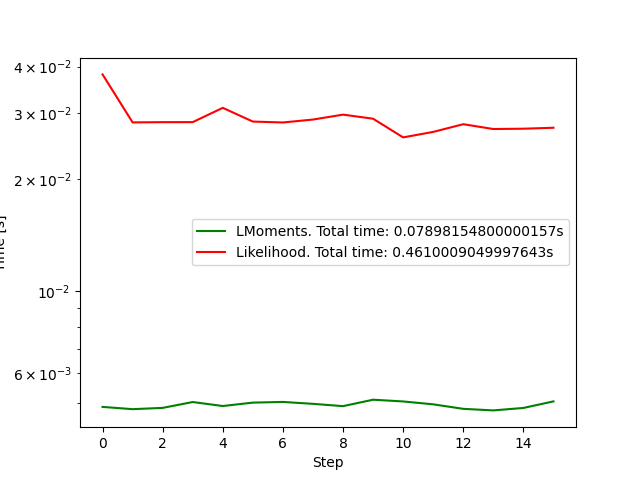 4 × 10⁻²
3 × 10⁻²
2 × 10⁻²
10⁻²
6 × 10⁻³
Time [s]
LMoments. Total time: 0.07898154800000157s
Likelihood. Total time: 0.4610009049997643s
0 2 4 6 8 10 12 14
Step